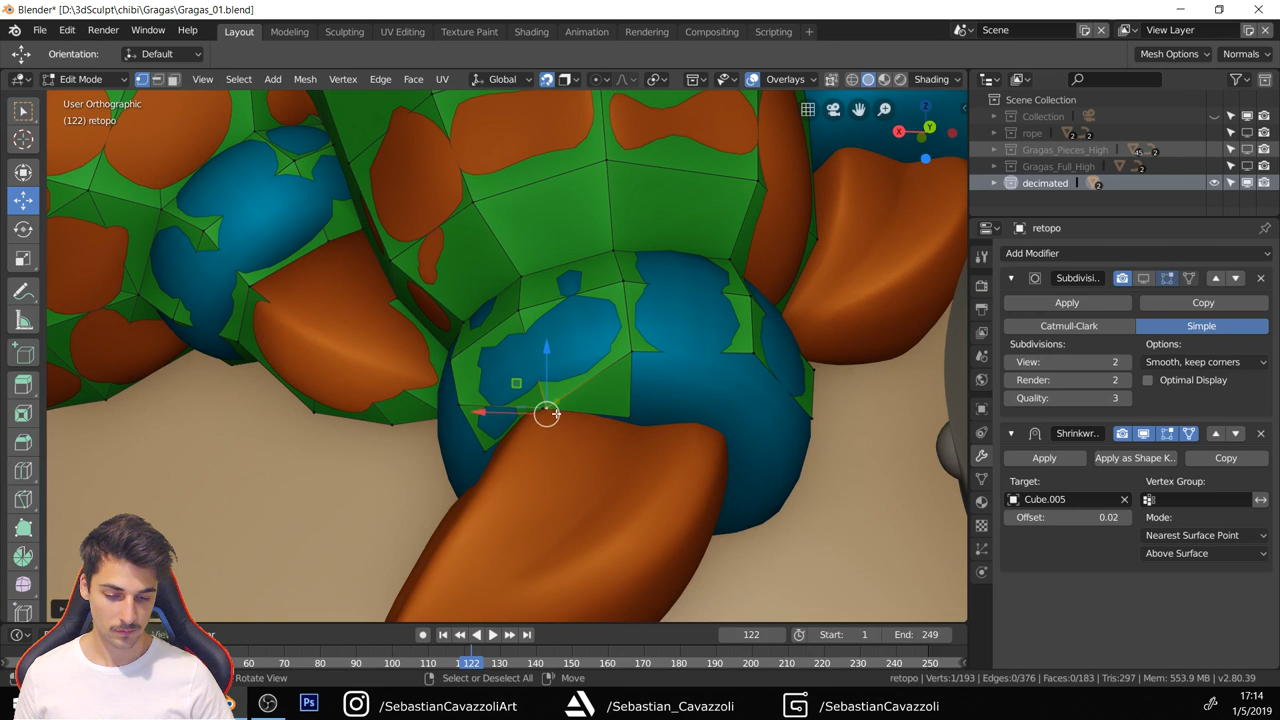 Blender* [D:\3dSculpt\chibi\Gragas\Gragas_01.blend]
File Edit Render Window Help
Layout Modeling Sculpting UV Editing Texture Paint Shading Animation Rendering Compositing Scripting +
Scene View Layer
Orientation: Default Mesh Options Normals
Edit Mode View Select Add Mesh Vertex Edge Face UV Global Overlays Shading
User Orthographic
(122) retopo
Z
Y
X
Scene Collection
Collection
rope 2 2
Gragas_Pieces_High 45 2
Gragas_Full_High 2
decimated 2
retopo
Add Modifier
Subdivisi..
Apply Copy
Catmull-Clark Simple
Subdivisions: Options:
View: 2 Smooth, keep corners
Render: 2 Optimal Display
Quality: 3
Shrinkwr..
Apply Apply as Shape K.. Copy
Target: Vertex Group:
Cube.005
Offset: 0.02 Mode:
Nearest Surface Point
Above Surface
122 Start: 1 End: 249
60 70 80 90 100 110 122 130 140 150 160 170 180 190 200 210 220 230 240 250
Rotate View Select or Deselect All Move retopo | Verts:1/193 | Edges:0/376 | Faces:0/183 | Tris:297 | Mem: 553.9 MB | v2.80.39
Ps /SebastianCavazzoliArt /Sebastian_Cavazzoli /SebastianCavazzoli
17:14
1/5/2019